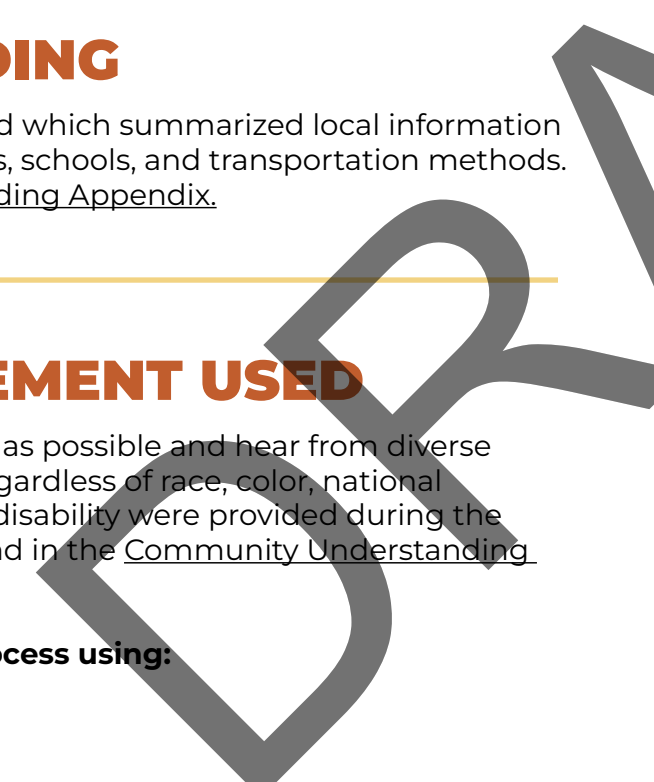 DING
d which summarized local information
s, schools, and transportation methods.
ding Appendix.
EMENT USED
as possible and hear from diverse
gardless of race, color, national
disability were provided during the
nd in the Community Understanding
ocess using:
DRA